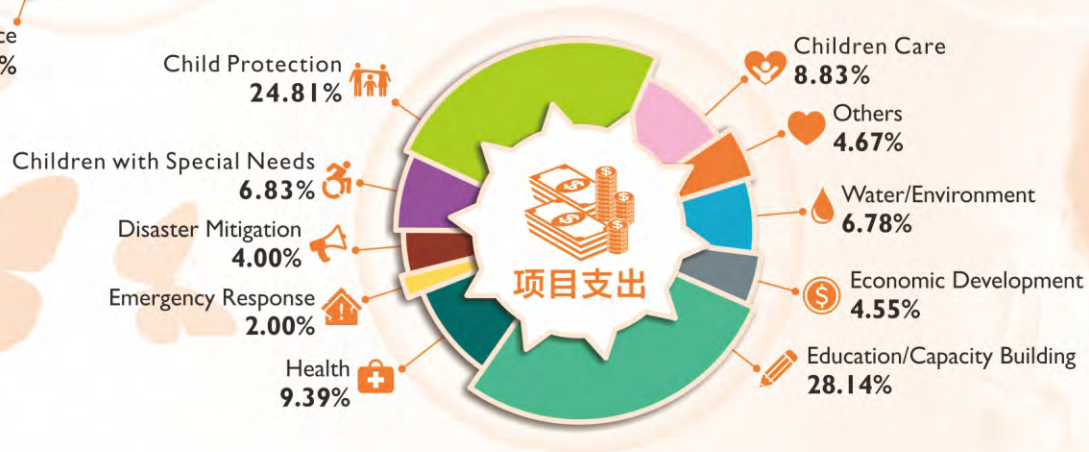 ce
%
Child Protection
24.81%
Children with Special Needs
6.83%
Disaster Mitigation
4.00%
Emergency Response
2.00%
Health
9.39%
项目支出
Children Care
8.83%
Others
4.67%
Water/Environment
6.78%
Economic Development
4.55%
Education/Capacity Building
28.14%